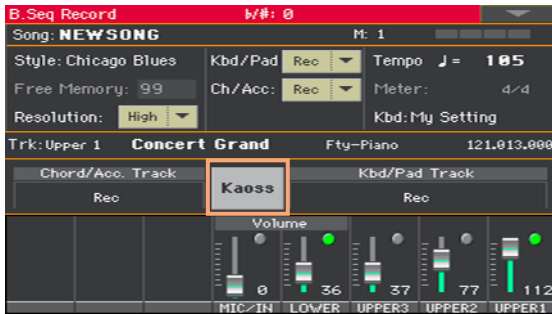 B.Seq Record ♭/#: 0
Song: NEWSONG M: 1
Style: Chicago Blues Kbd/Pad Rec Tempo ♩= 105
Free Memory: 99 Ch/Acc: Rec Meter: 4/4
Resolution: High Kbd: My Setting
Trk: Upper 1 Concert Grand Fty-Piano 121.013.000
Chord/Acc. Track Kaoss Kbd/Pad Track
Rec Rec
Volume
0 36 37 77 112
MIC/IN LOWER UPPER3 UPPER2 UPPER1